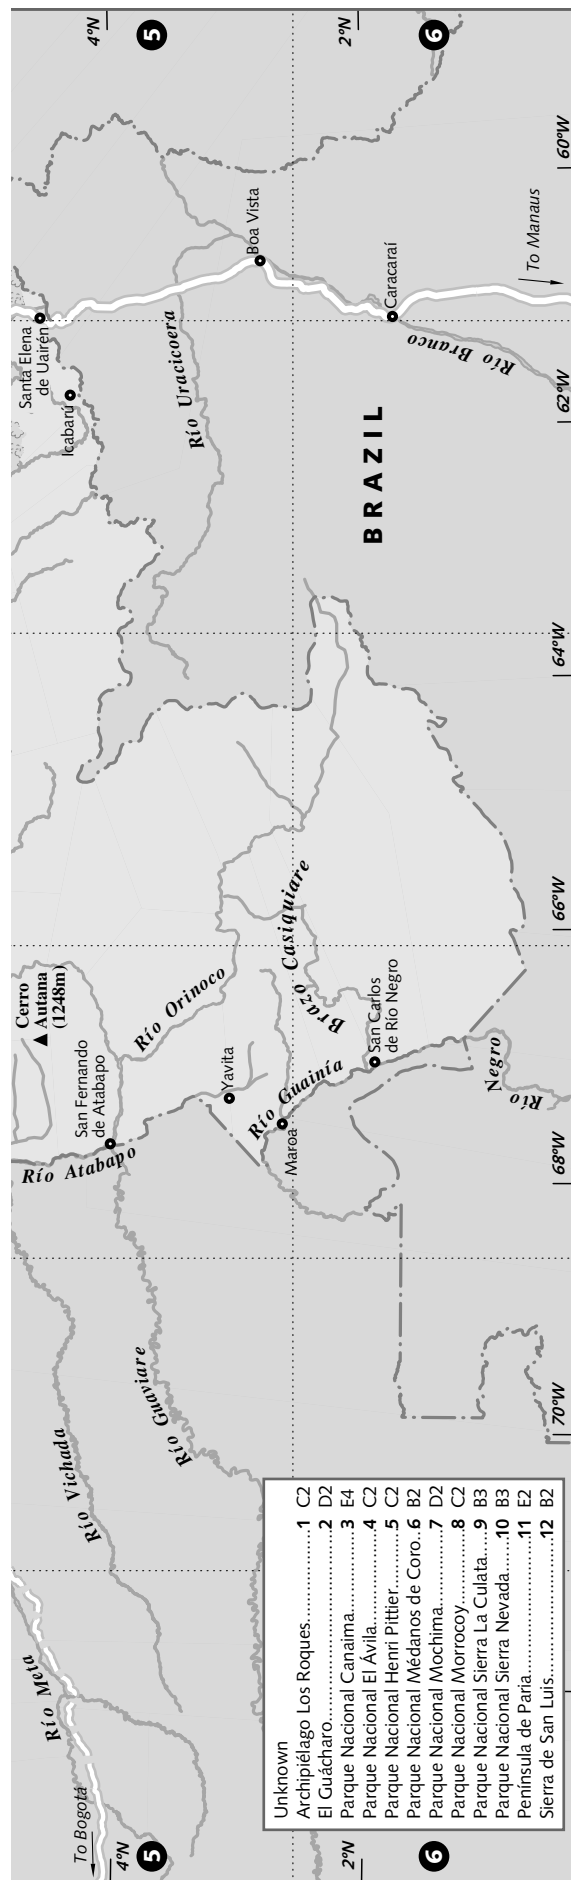 To Bogotá
4°N
5
2°N
6
Río Meta
Río Vichada
Río Guaviare
Río Atabapo
San Fernando
de Atabapo
Cerro
Autana
(1248m)
Río Orinoco
Yavita
Maroa
Río Guainía
Brazo Casiquiare
San Carlos
de Río Negro
Río Negro
Icabarú
Santa Elena
de Uairén
Río Uracicoera
Boa Vista
Caracaraí
Río Branco
BRAZIL
To Manaus
4°N
5
2°N
6
70°W
68°W
66°W
64°W
62°W
60°W
Unknown
Archipiélago Los Roques..........1 C2
El Guácharo..............................2 D2
Parque Nacional Canaima.........3 E4
Parque Nacional El Ávila...........4 C2
Parque Nacional Henri Pittier.....5 C2
Parque Nacional Médanos de Coro..6 B2
Parque Nacional Mochima.........7 D2
Parque Nacional Morrocoy........8 C2
Parque Nacional Sierra La Culata....9 B3
Parque Nacional Sierra Nevada......10 B3
Península de Paria....................11 E2
Sierra de San Luis.....................12 B2